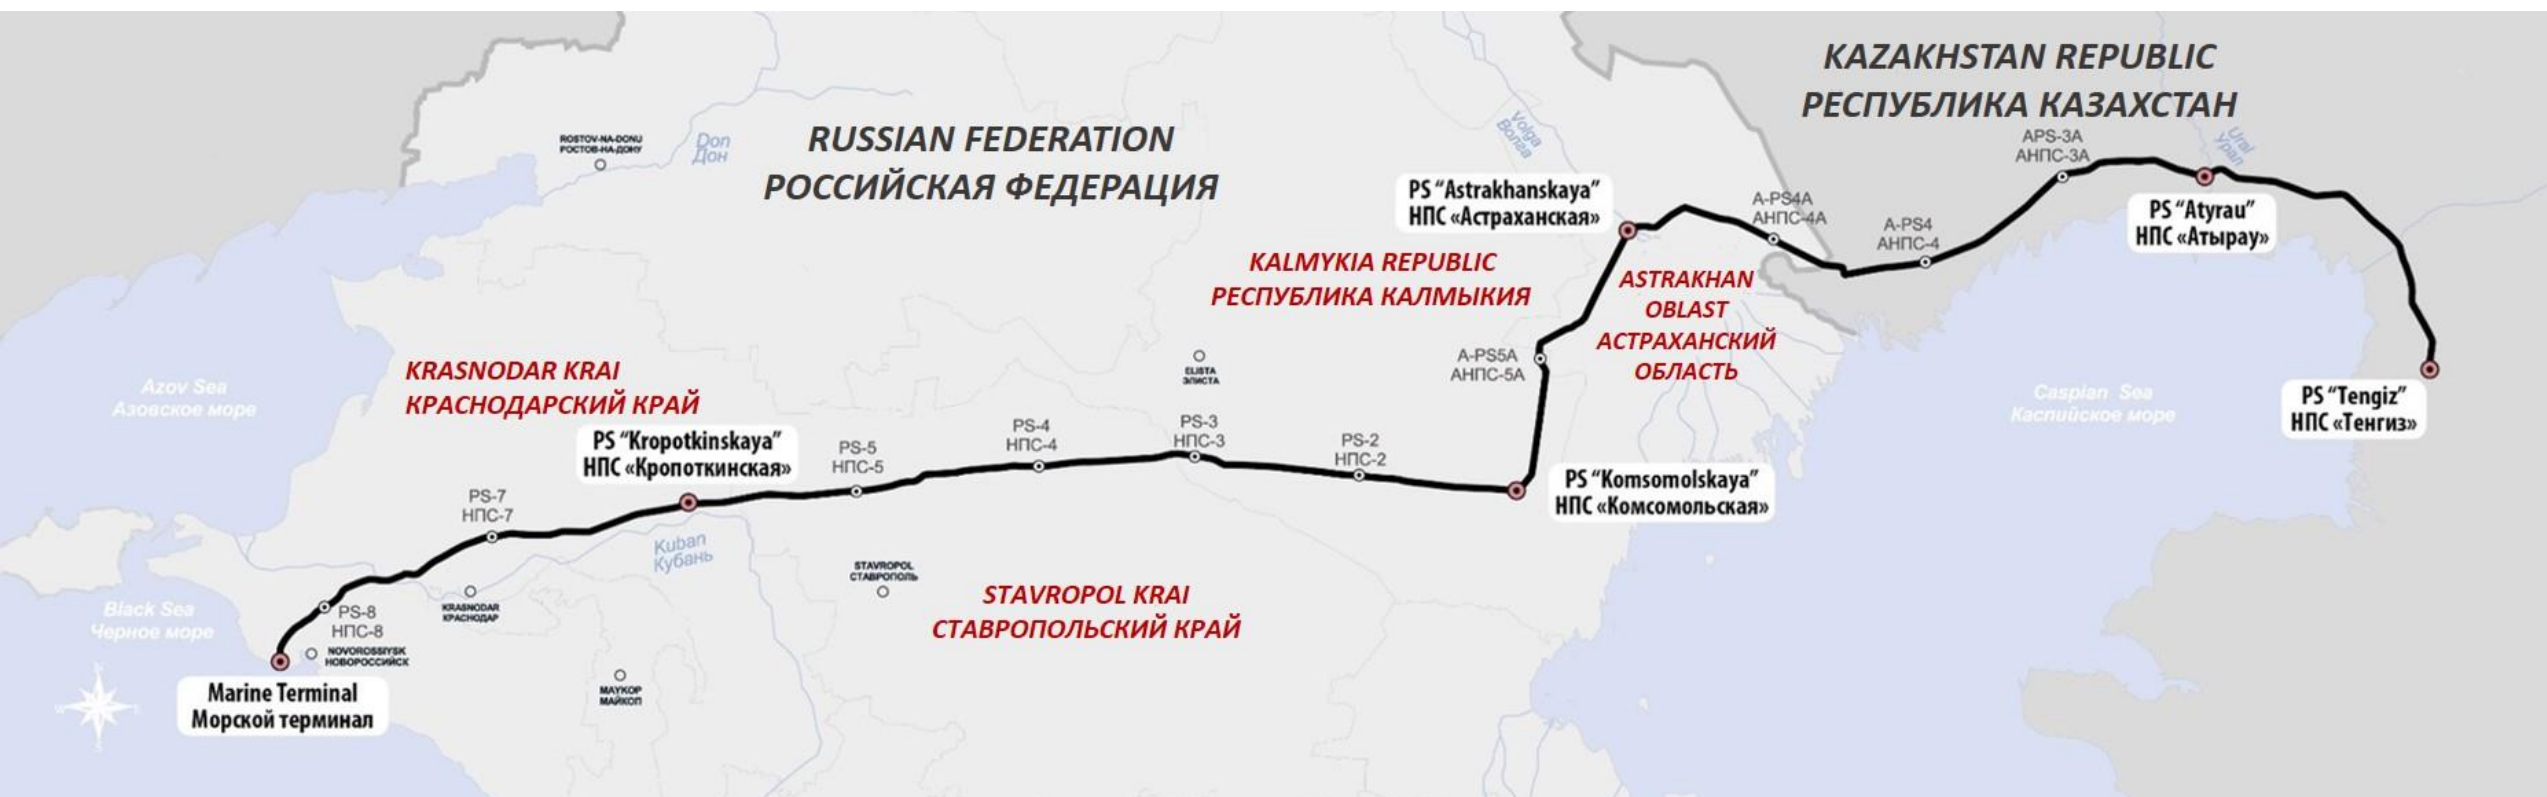 KAZAKHSTAN REPUBLIC
РЕСПУБЛИКА КАЗАХСТАН
RUSSIAN FEDERATION
РОССИЙСКАЯ ФЕДЕРАЦИЯ
ROSTOV-NA-DONU
РОСТОВ-НА-ДОНУ
Don
Дон
Volga
Волга
Ural
Урал
APS-3A
АНПС-3А
PS “Astrakhanskaya”
НПС «Астраханская»
A-PS4A
АНПС-4А
A-PS4
АНПС-4
PS “Atyrau”
НПС «Атырау»
KALMYKIA REPUBLIC
РЕСПУБЛИКА КАЛМЫКИЯ
ASTRAKHAN
OBLAST
АСТРАХАНСКИЙ
ОБЛАСТЬ
KRASNODAR KRAI
КРАСНОДАРСКИЙ КРАЙ
Azov Sea
Азовское море
ELISTA
ЭЛИСТА
A-PS5A
АНПС-5А
Caspian Sea
Каспийское море
PS “Tengiz”
НПС «Тенгиз»
PS “Kropotkinskaya”
НПС «Кропоткинская»
PS-5
НПС-5
PS-4
НПС-4
PS-3
НПС-3
PS-2
НПС-2
PS “Komsomolskaya”
НПС «Комсомольская»
PS-7
НПС-7
Kuban
Кубань
STAVROPOL
СТАВРОПОЛЬ
STAVROPOL KRAI
СТАВРОПОЛЬСКИЙ КРАЙ
KRASNODAR
КРАСНОДАР
Black Sea
Черное море
PS-8
НПС-8
NOVOROSSIYSK
НОВОРОССИЙСК
MAYKOP
МАЙКОП
Marine Terminal
Морской терминал
N
W
E
S